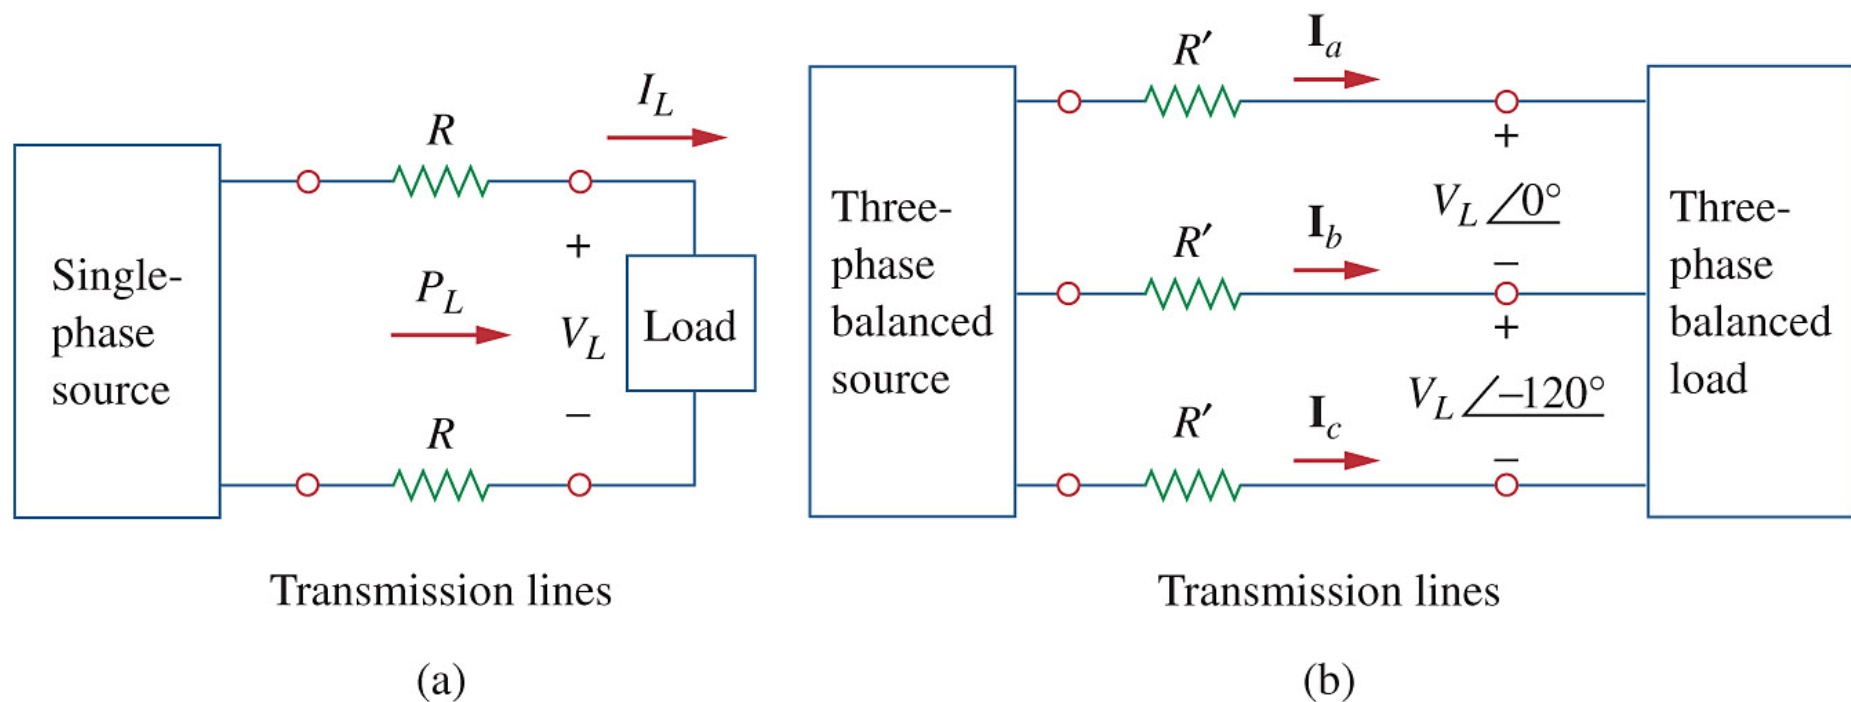 Single-
phase
source
R
R
P_L
I_L
+
V_L
−
Load
Transmission lines
(a)
Three-
phase
balanced
source
R′
R′
R′
I_a
I_b
I_c
+
V_L ∠0°
−
+
V_L ∠−120°
−
Three-
phase
balanced
load
Transmission lines
(b)